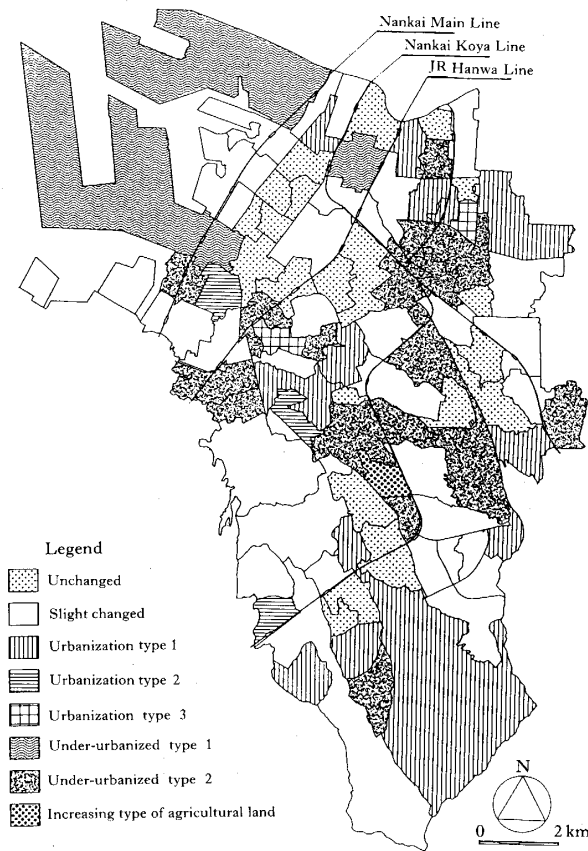 Nankai Main Line
Nankai Koya Line
JR Hanwa Line
Legend
Unchanged
Slight changed
Urbanization type 1
Urbanization type 2
Urbanization type 3
Under-urbanized type 1
Under-urbanized type 2
Increasing type of agricultural land
N
0 2 km